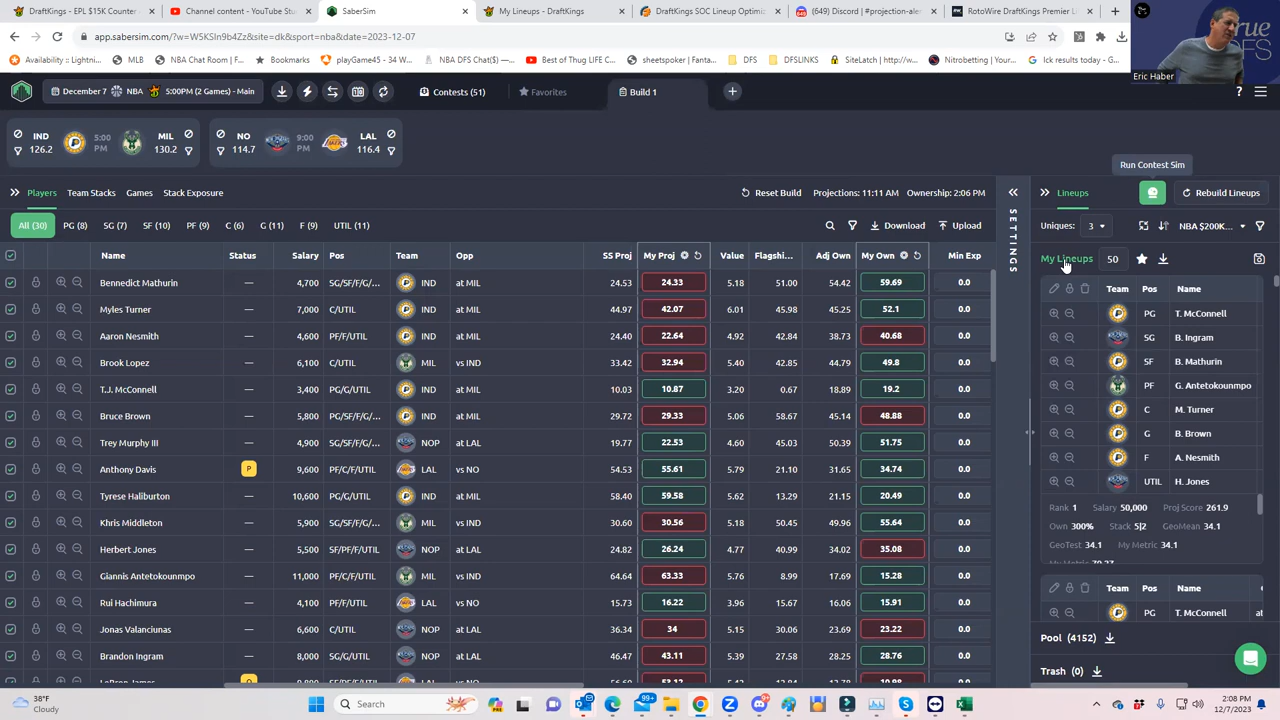 DraftKings - EPL $15K Counter
Channel content - YouTube Stu
SaberSim
My Lineups - DraftKings
DraftKings SOC Lineup Optimiz
(649) Discord | #projection-aler
RotoWire DraftKings Premier L
app.sabersim.com/?w=W5KSIn9b4Zz&site=dk&sport=nba&date=2023-12-07
Availability :: Lightni...
MLB
NBA Chat Room / F...
Bookmarks
playGame45 - 34 W...
NBA DFS Chat($) —...
Best of Thug LIFE C...
sheetspoker | Fanta...
DFS
DFSLINKS
SiteLatch | http://w...
Nitrobetting | Your...
Ick results today - G...
true
DFS
Eric Haber
December 7
NBA
5:00PM (2 Games) - Main
Contests (51)
Favorites
Build 1
IND
126.2
5:00
PM
MIL
130.2
NO
114.7
9:00
PM
LAL
116.4
Run Contest Sim
Players
Team Stacks
Games
Stack Exposure
Reset Build
Projections: 11:11 AM
Ownership: 2:06 PM
Lineups
Rebuild Lineups
All (30)
PG (8)
SG (7)
SF (10)
PF (9)
C (6)
G (11)
F (9)
UTIL (11)
Download
Upload
SETTINGS
Uniques:
3
NBA $200K...
My Lineups
50
Name Status Salary Pos Team Opp SS Proj My Proj Value Flagshi... Adj Own My Own Min Exp
Bennedict Mathurin — 4,700 SG/SF/F/G/... IND at MIL 24.53 24.33 5.18 51.00 54.42 59.69 0.0
Myles Turner — 7,000 C/UTIL IND at MIL 44.97 42.07 6.01 45.98 45.25 52.1 0.0
Aaron Nesmith — 4,600 PF/F/UTIL IND at MIL 24.40 22.64 4.92 42.84 38.73 40.68 0.0
Brook Lopez — 6,100 C/UTIL MIL vs IND 33.42 32.94 5.40 42.85 44.79 49.8 0.0
T.J. McConnell — 3,400 PG/G/UTIL IND at MIL 10.03 10.87 3.20 0.67 18.89 19.2 0.0
Bruce Brown — 5,800 PG/SF/F/G,... IND at MIL 29.72 29.33 5.06 58.67 45.14 48.88 0.0
Trey Murphy III — 4,900 SG/SF/F/G/... NOP at LAL 19.77 22.53 4.60 45.03 50.39 51.75 0.0
Anthony Davis P 9,600 PF/C/F/UTIL LAL vs NO 54.53 55.61 5.79 21.10 31.65 34.74 0.0
Tyrese Haliburton — 10,600 PG/G/UTIL IND at MIL 58.40 59.58 5.62 13.29 21.15 20.49 0.0
Khris Middleton — 5,900 SF/F/UTIL MIL vs IND 30.60 30.56 5.18 50.45 49.96 55.64 0.0
Herbert Jones — 5,500 SF/PF/F/UTIL NOP at LAL 24.82 26.24 4.77 40.99 34.02 35.08 0.0
Giannis Antetokounmpo — 11,000 PF/C/F/UTIL MIL vs IND 64.64 63.33 5.76 8.99 17.69 15.28 0.0
Rui Hachimura — 4,100 PF/F/UTIL LAL vs NO 15.73 16.22 3.96 15.67 16.06 15.91 0.0
Jonas Valanciunas — 6,600 C/UTIL NOP at LAL 36.34 34 5.15 30.06 23.69 23.22 0.0
Brandon Ingram — 8,000 SG/G/UTIL NOP at LAL 46.47 43.11 5.39 27.58 28.25 28.76 0.0
Team Pos Name
PG T. McConnell
SG B. Ingram
SF B. Mathurin
PF G. Antetokounmpo
C M. Turner
G B. Brown
F A. Nesmith
UTIL H. Jones
Rank 1 Salary 50,000 Proj Score 261.9
Own 300% Stack 5|2 GeoMean 34.1
GeoTest 34.1 My Metric 34.1
Team Pos Name
PG T. McConnell
Pool (4152)
Trash (0)
38°F
Cloudy
Search
99+
2:08 PM
12/7/2023